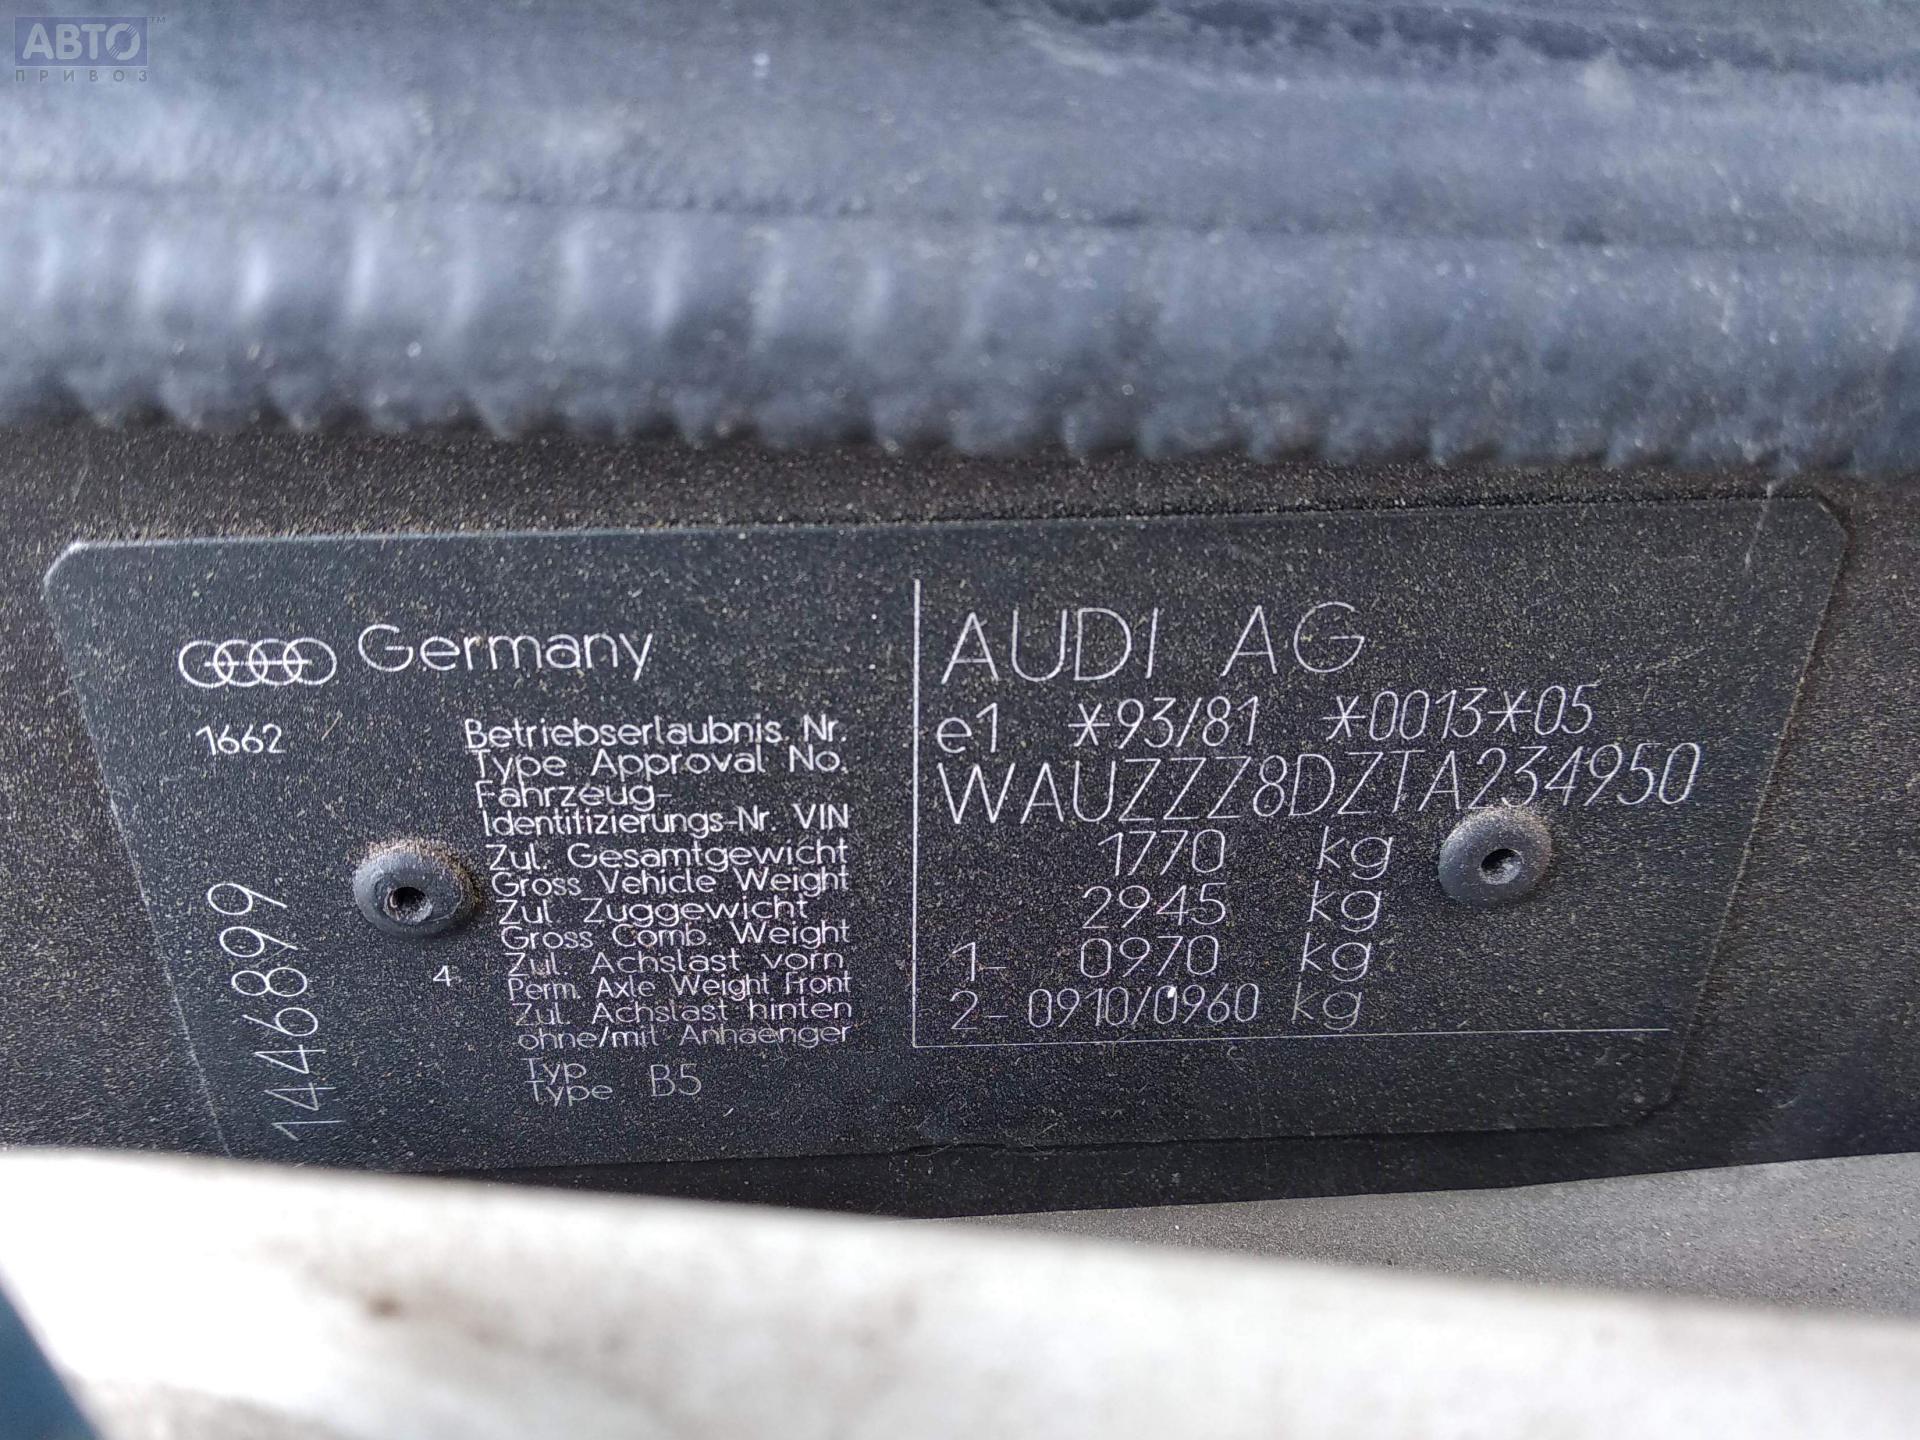 АВТО™
ПРИВОЗ
Germany
AUDI AG
1662
Betriebserlaubnis Nr.
Type Approval No.
e1 *93/81 *0013*05
Fahrzeug-
Identifizierungs-Nr. VIN
WAUZZZ8DZTA234950
Zul. Gesamtgewicht
Gross Vehicle Weight
1770 kg
Zul Zuggewicht
Gross Comb. Weight
2945 kg
4
Zul. Achslast vorn
Perm. Axle Weight Front
1- 0970 kg
Zul. Achslast hinten
ohne/mit Anhaenger
2- 0910/0960 kg
Typ
Type B5
1446899